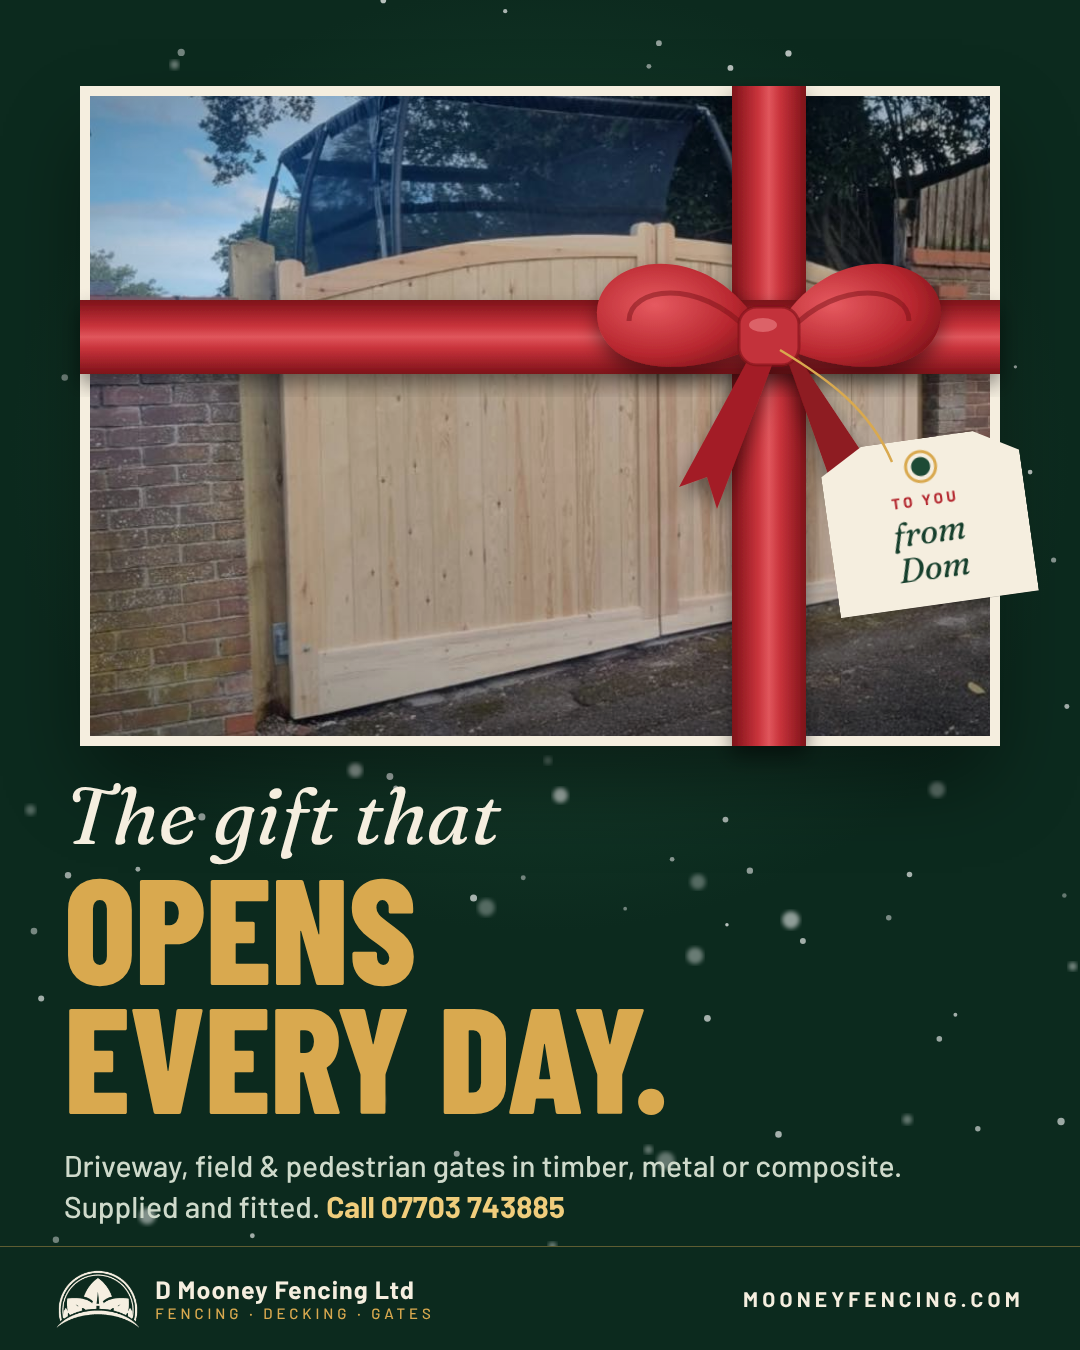 TO YOU
from
Dom
The gift that
OPENS
EVERY DAY.
Driveway, field & pedestrian gates in timber, metal or composite.
Supplied and fitted. Call 07703 743885
D Mooney Fencing Ltd
FENCING · DECKING · GATES
MOONEYFENCING.COM